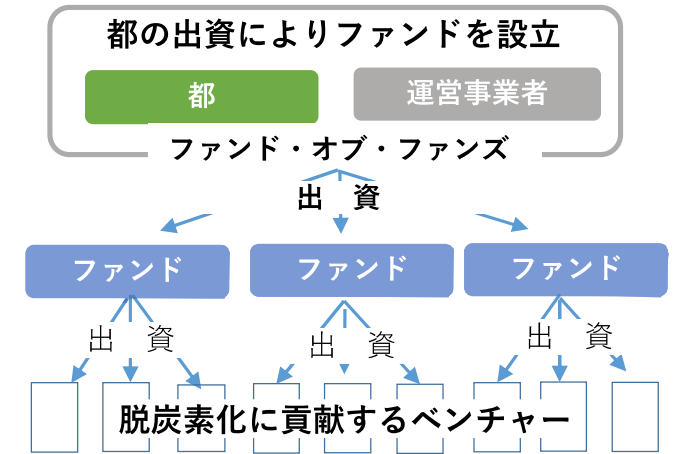 都の出資によりファンドを設立
都
運営事業者
ファンド・オブ・ファンズ
出 資
ファンド
ファンド
ファンド
出 資
出 資
出 資
脱炭素化に貢献するベンチャー